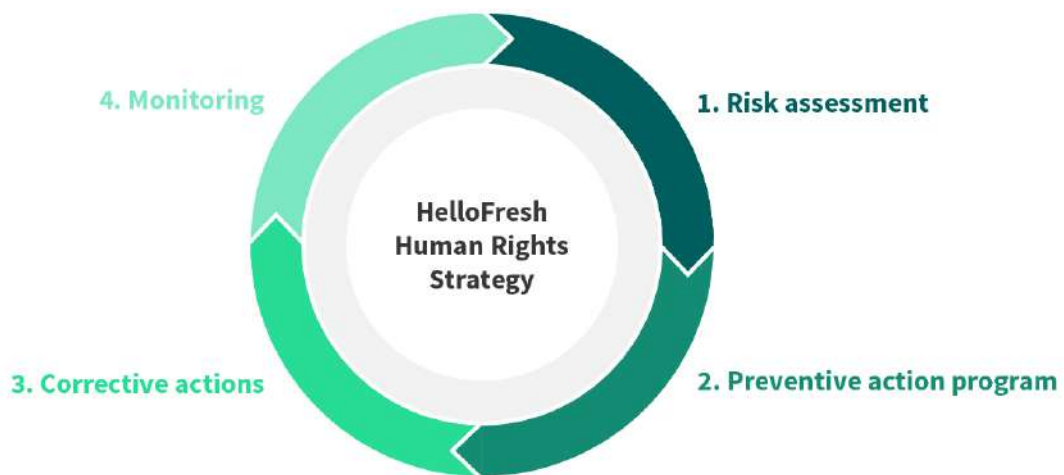 HelloFresh
Human Rights
Strategy
1. Risk assessment
2. Preventive action program
3. Corrective actions
4. Monitoring